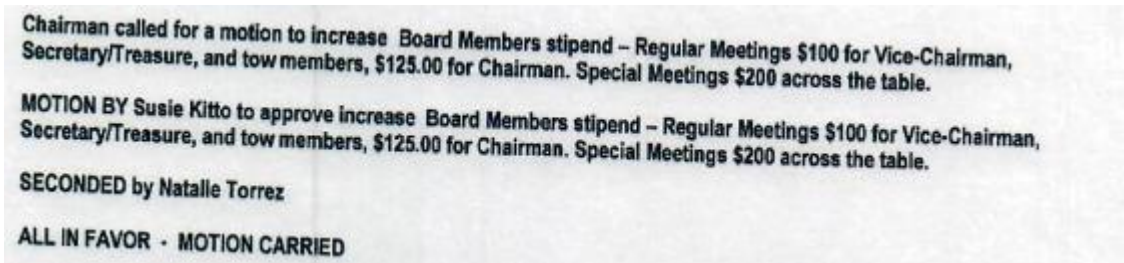 Chairman called for a motion to increase Board Members stipend – Regular Meetings $100 for Vice-Chairman,
Secretary/Treasure, and tow members, $125.00 for Chairman. Special Meetings $200 across the table.
MOTION BY Susie Kitto to approve increase Board Members stipend – Regular Meetings $100 for Vice-Chairman,
Secretary/Treasure, and tow members, $125.00 for Chairman. Special Meetings $200 across the table.
SECONDED by Natalie Torrez
ALL IN FAVOR - MOTION CARRIED